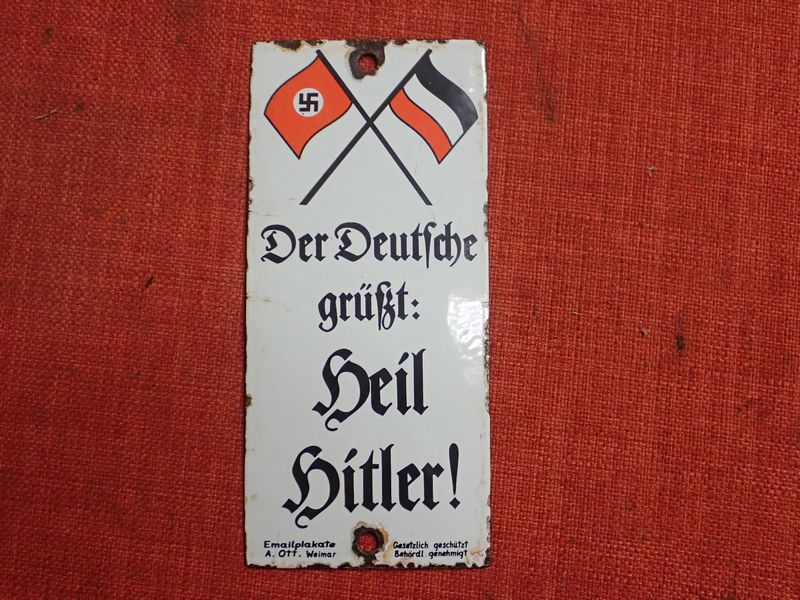 Der Deutsche
grüßt:
Heil
Hitler!
Emailplakate Gesetzlich geschützt
A. Ott. Weimar Behördl. genehmigt